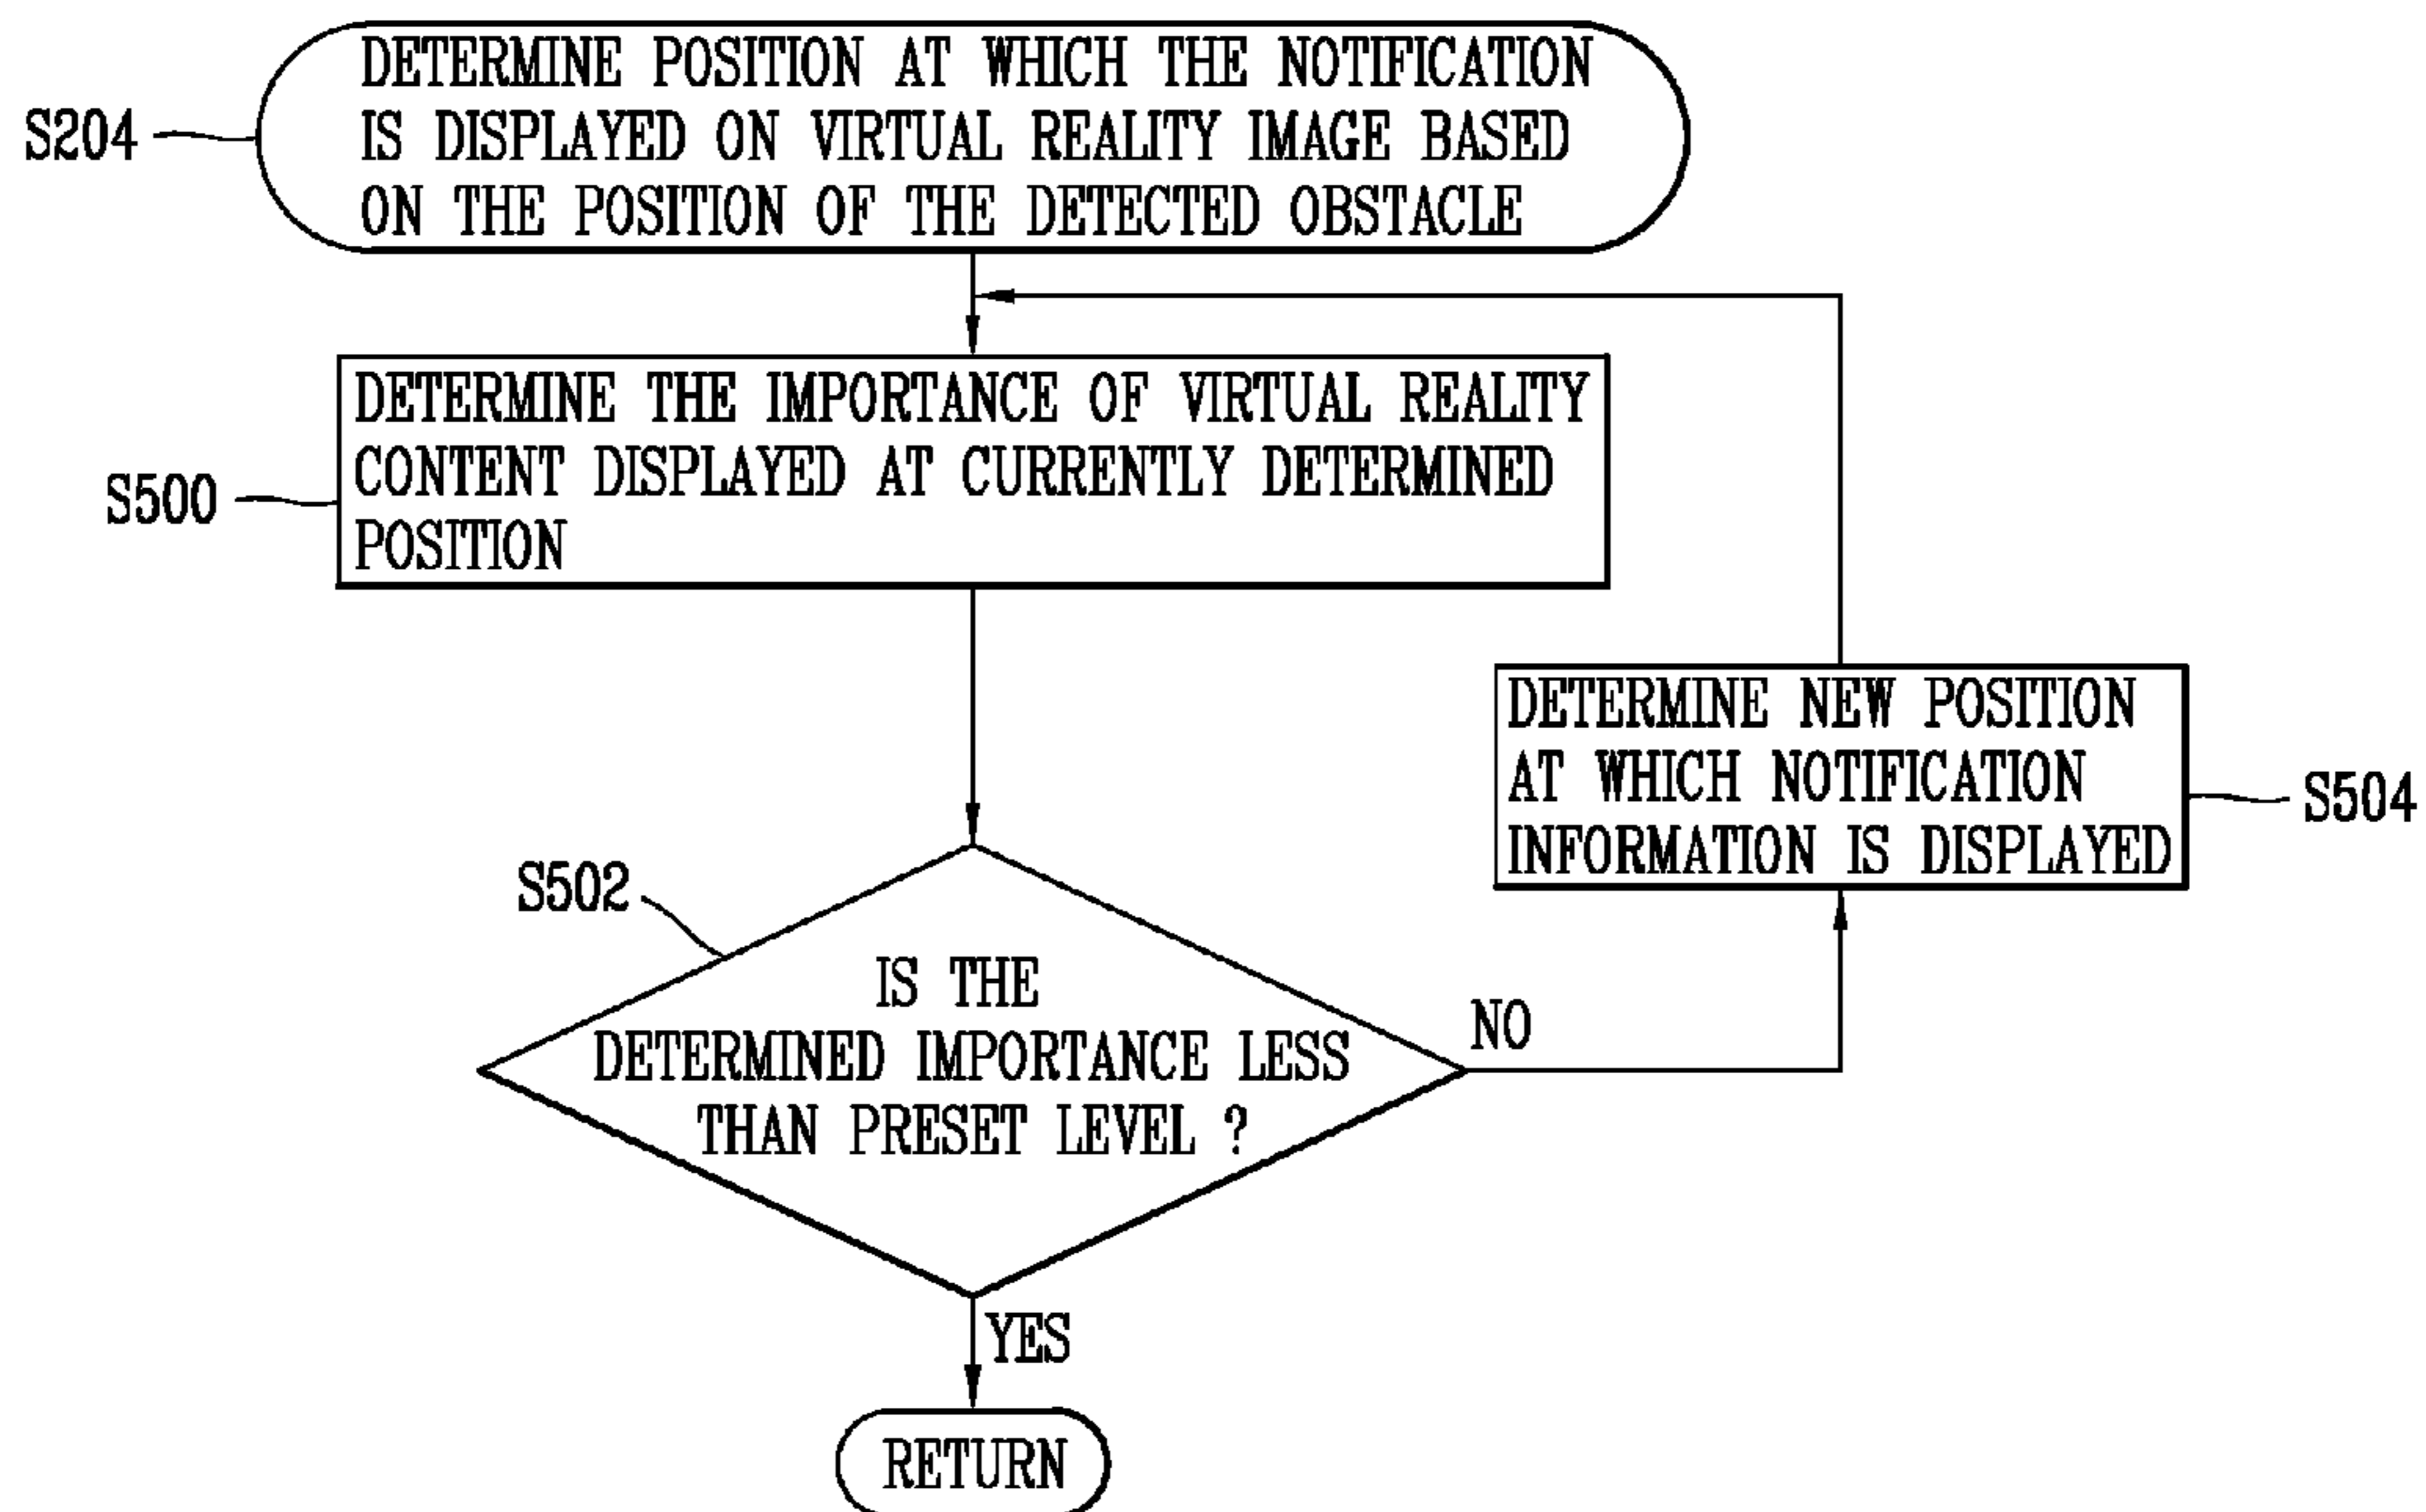 S204
DETERMINE POSITION AT WHICH THE NOTIFICATION
IS DISPLAYED ON VIRTUAL REALITY IMAGE BASED
ON THE POSITION OF THE DETECTED OBSTACLE
S500
DETERMINE THE IMPORTANCE OF VIRTUAL REALITY
CONTENT DISPLAYED AT CURRENTLY DETERMINED
POSITION
S502
IS THE
DETERMINED IMPORTANCE LESS
THAN PRESET LEVEL ?
NO
DETERMINE NEW POSITION
AT WHICH NOTIFICATION
INFORMATION IS DISPLAYED
S504
YES
RETURN